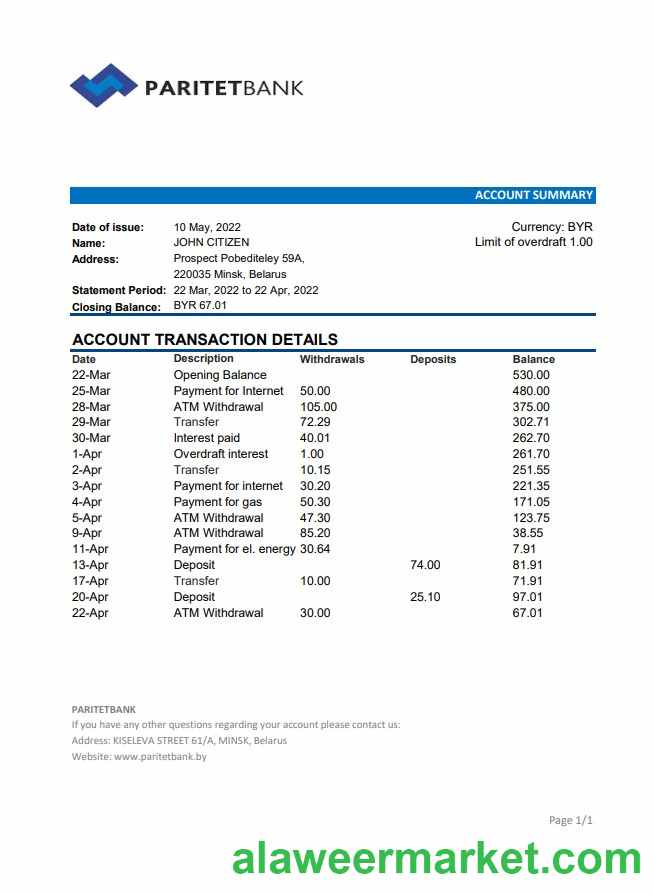 PARITETBANK
ACCOUNT SUMMARY
Date of issue: 10 May, 2022 Currency: BYR
Name: JOHN CITIZEN Limit of overdraft 1.00
Address: Prospect Pobediteley 59A,
220035 Minsk, Belarus
Statement Period: 22 Mar, 2022 to 22 Apr, 2022
Closing Balance: BYR 67.01
ACCOUNT TRANSACTION DETAILS
Date Description Withdrawals Deposits Balance
22-Mar Opening Balance 530.00
25-Mar Payment for Internet 50.00 480.00
28-Mar ATM Withdrawal 105.00 375.00
29-Mar Transfer 72.29 302.71
30-Mar Interest paid 40.01 262.70
1-Apr Overdraft interest 1.00 261.70
2-Apr Transfer 10.15 251.55
3-Apr Payment for internet 30.20 221.35
4-Apr Payment for gas 50.30 171.05
5-Apr ATM Withdrawal 47.30 123.75
9-Apr ATM Withdrawal 85.20 38.55
11-Apr Payment for el. energy 30.64 7.91
13-Apr Deposit 74.00 81.91
17-Apr Transfer 10.00 71.91
20-Apr Deposit 25.10 97.01
22-Apr ATM Withdrawal 30.00 67.01
PARITETBANK
If you have any other questions regarding your account please contact us:
Address: KISELEVA STREET 61/A, MINSK, Belarus
Website: www.paritetbank.by
Page 1/1
alaweermarket.com